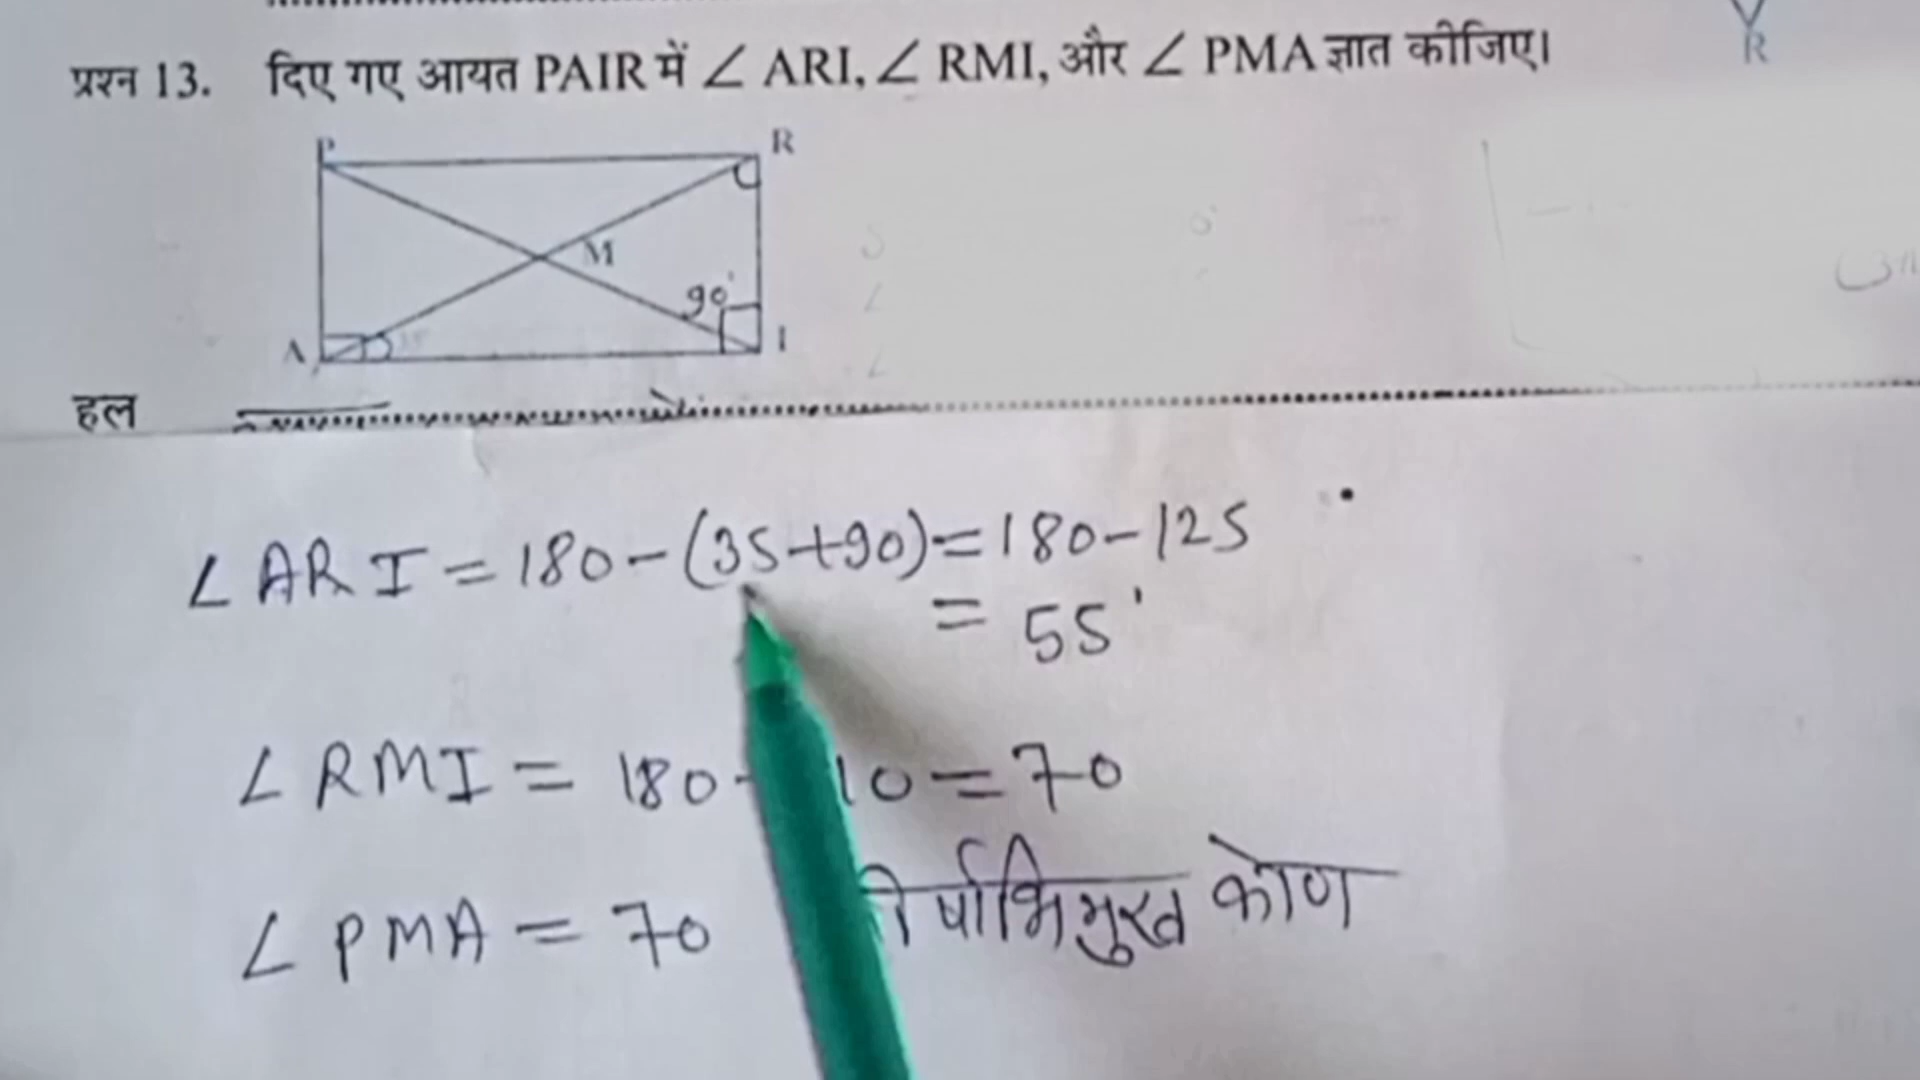 प्रश्न 13. दिए गए आयत PAIR में ∠ ARI, ∠ RMI, और ∠ PMA ज्ञात कीजिए।
R
P
R
M
90°
A
I
हल
∠ARI = 180 - (35+90) = 180 - 125
= 55°
∠RMI = 180 - 10 = 70
∠PMA = 70 र्षाभिमुख कोण